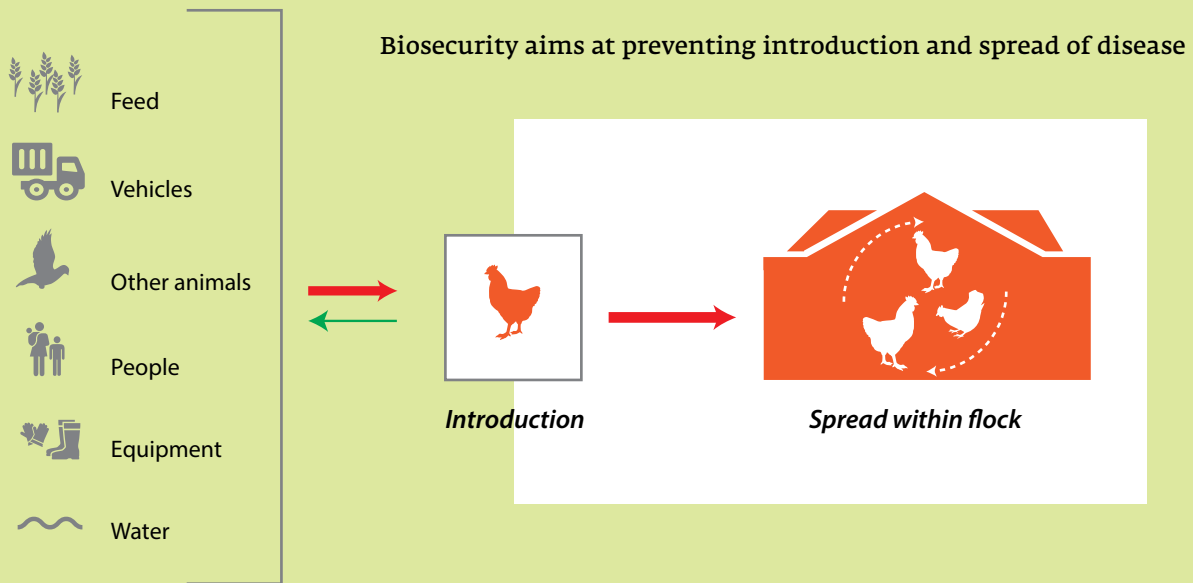 Biosecurity aims at preventing introduction and spread of disease
Feed
Vehicles
Other animals
People
Equipment
Water
Introduction
Spread within flock